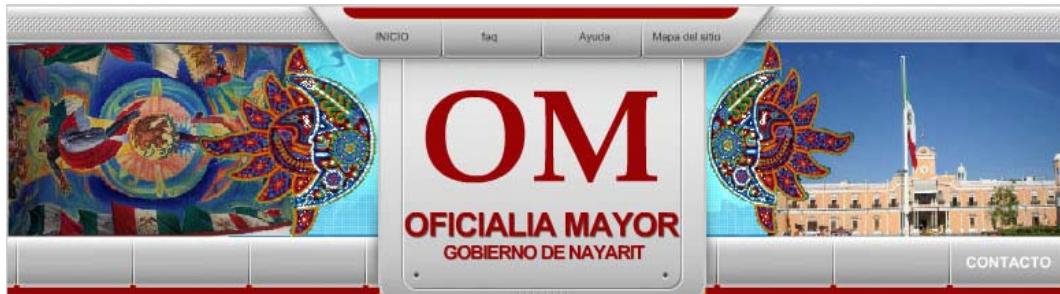 INICIO faq Ayuda Mapa del sitio
OM
OFICIALIA MAYOR
GOBIERNO DE NAYARIT
CONTACTO